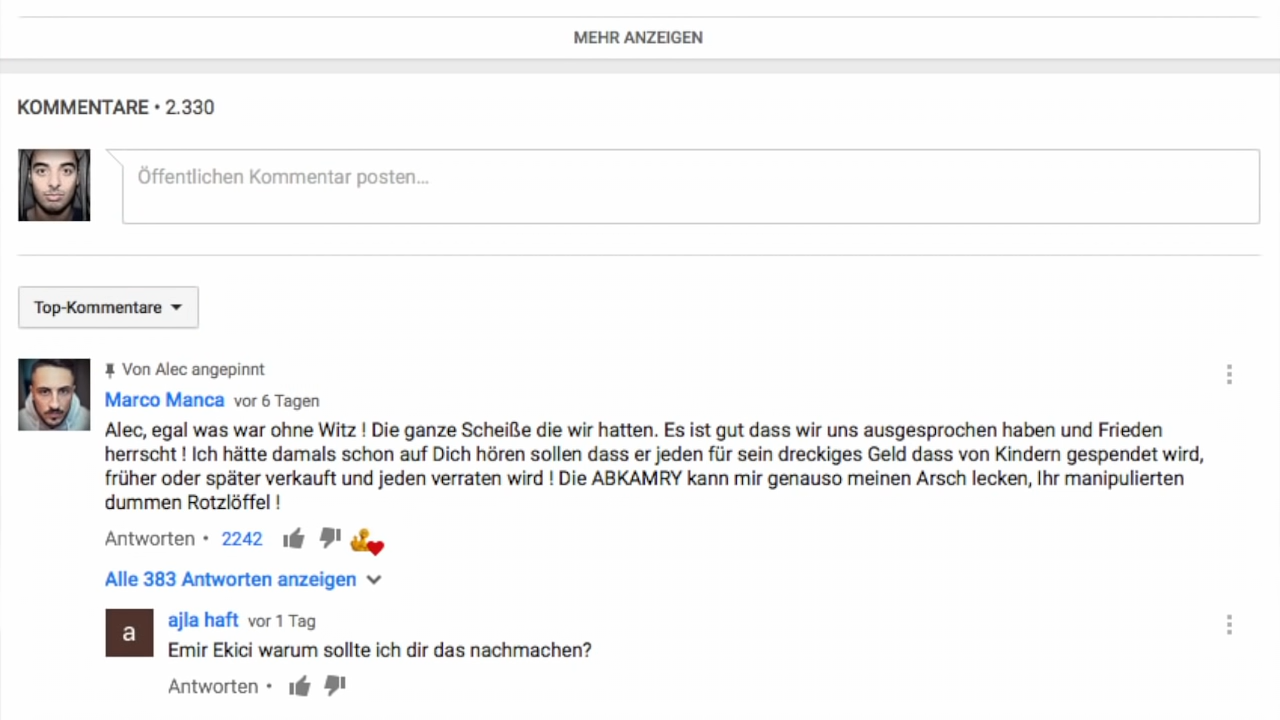 MEHR ANZEIGEN
KOMMENTARE • 2.330
Öffentlichen Kommentar posten...
Top-Kommentare
Von Alec angepinnt
Marco Manca vor 6 Tagen
Alec, egal was war ohne Witz ! Die ganze Scheiße die wir hatten. Es ist gut dass wir uns ausgesprochen haben und Frieden
herrscht ! Ich hätte damals schon auf Dich hören sollen dass er jeden für sein dreckiges Geld dass von Kindern gespendet wird,
früher oder später verkauft und jeden verraten wird ! Die ABKAMRY kann mir genauso meinen Arsch lecken, Ihr manipulierten
dummen Rotzlöffel !
Antworten • 2242
Alle 383 Antworten anzeigen
a
ajla haft vor 1 Tag
Emir Ekici warum sollte ich dir das nachmachen?
Antworten •